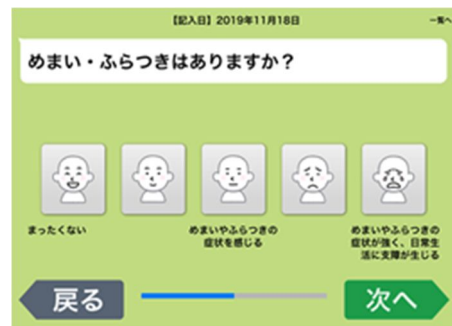 【記入日】2019年11月18日
一覧へ
めまい・ふらつきはありますか？
まったくない
めまいやふらつきの
症状を感じる
めまいやふらつきの
症状が強く、日常生
活に支障が生じる
戻る
次へ